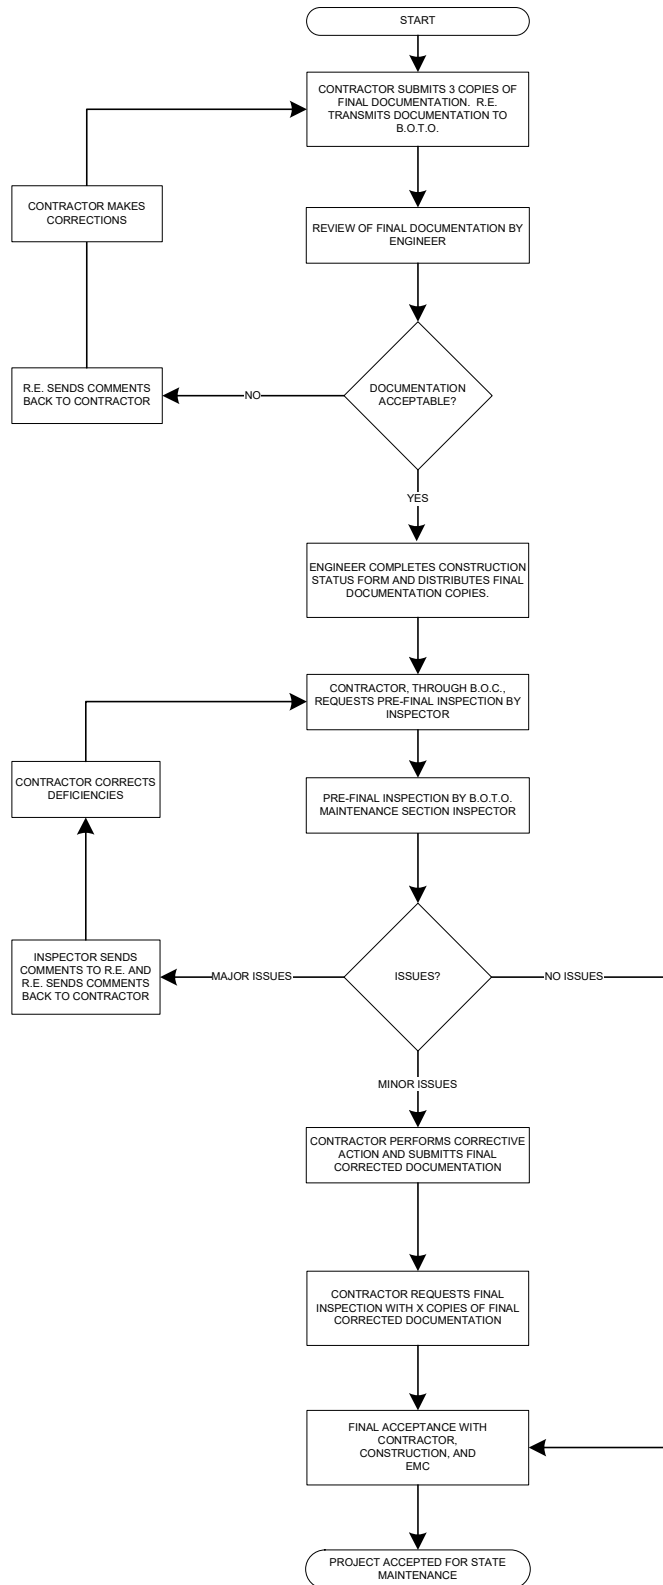 START
CONTRACTOR SUBMITS 3 COPIES OF
FINAL DOCUMENTATION.  R.E.
TRANSMITS DOCUMENTATION TO
B.O.T.O.
CONTRACTOR MAKES
CORRECTIONS
REVIEW OF FINAL DOCUMENTATION BY
ENGINEER
R.E. SENDS COMMENTS
BACK TO CONTRACTOR
NO
DOCUMENTATION
ACCEPTABLE?
YES
ENGINEER COMPLETES CONSTRUCTION
STATUS FORM AND DISTRIBUTES FINAL
DOCUMENTATION COPIES.
CONTRACTOR, THROUGH B.O.C.,
REQUESTS PRE-FINAL INSPECTION BY
INSPECTOR
CONTRACTOR CORRECTS
DEFICIENCIES
PRE-FINAL INSPECTION BY B.O.T.O.
MAINTENANCE SECTION INSPECTOR
INSPECTOR SENDS
COMMENTS TO R.E. AND
R.E. SENDS COMMENTS
BACK TO CONTRACTOR
MAJOR ISSUES
ISSUES?
NO ISSUES
MINOR ISSUES
CONTRACTOR PERFORMS CORRECTIVE
ACTION AND SUBMITTS FINAL
CORRECTED DOCUMENTATION
CONTRACTOR REQUESTS FINAL
INSPECTION WITH X COPIES OF FINAL
CORRECTED DOCUMENTATION
FINAL ACCEPTANCE WITH
CONTRACTOR,
CONSTRUCTION, AND
EMC
PROJECT ACCEPTED FOR STATE
MAINTENANCE